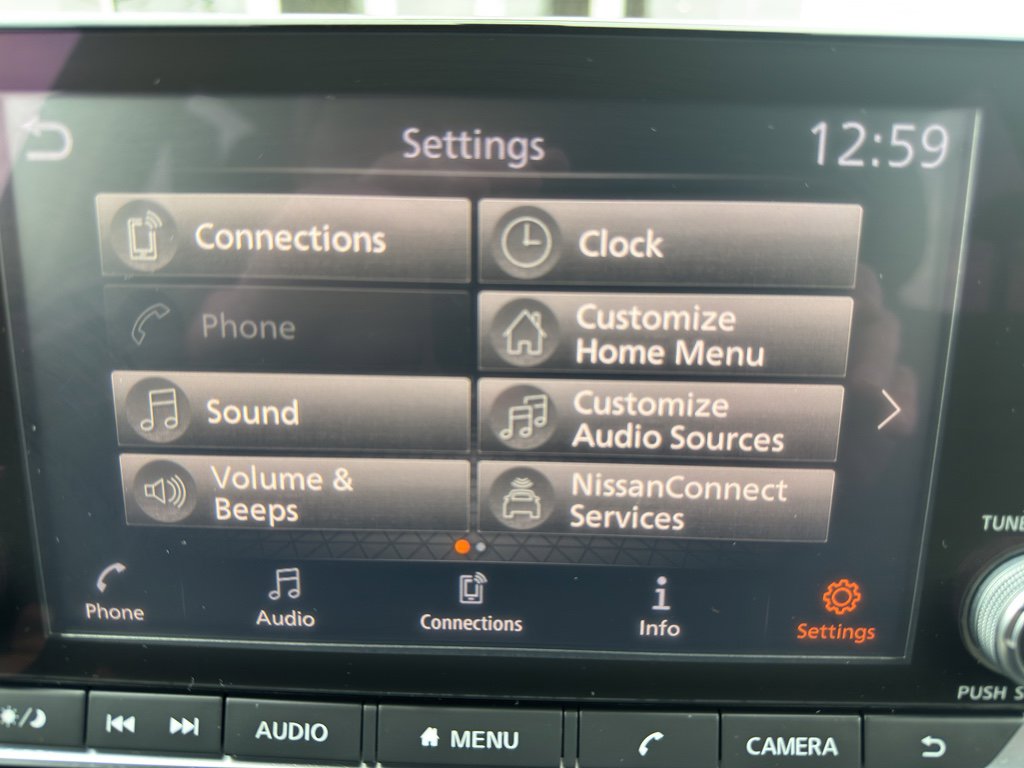 Settings
12:59
Connections
Clock
Phone
Customize
Home Menu
Sound
Customize
Audio Sources
Volume &
Beeps
NissanConnect
Services
Phone
Audio
Connections
Info
Settings
TUNE
PUSH S
AUDIO
MENU
CAMERA